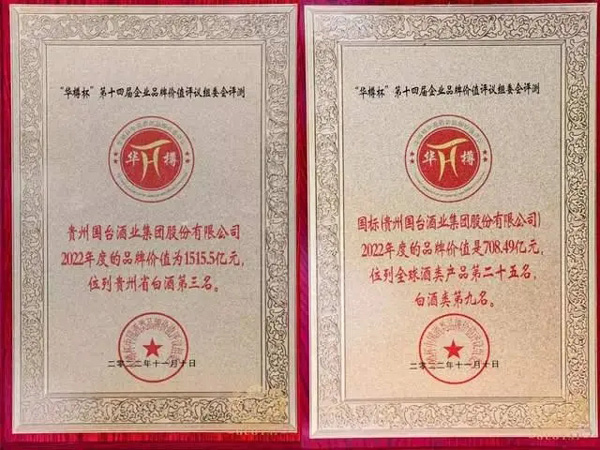 “华樽杯”第十四届企业品牌价值评议组委会评测
华 樽
贵州国台酒业集团股份有限公司
2022年度的品牌价值为1515.5亿元,
位列贵州省白酒第三名。
二〇二二年十一月十日
“华樽杯”第十四届企业品牌价值评议组委会评测
华 樽
国标(贵州国台酒业集团股份有限公司)
2022年度的品牌价值是708.49亿元,
位列全球酒类产品第二十五名,
白酒类第九名。
二〇二二年十一月十日